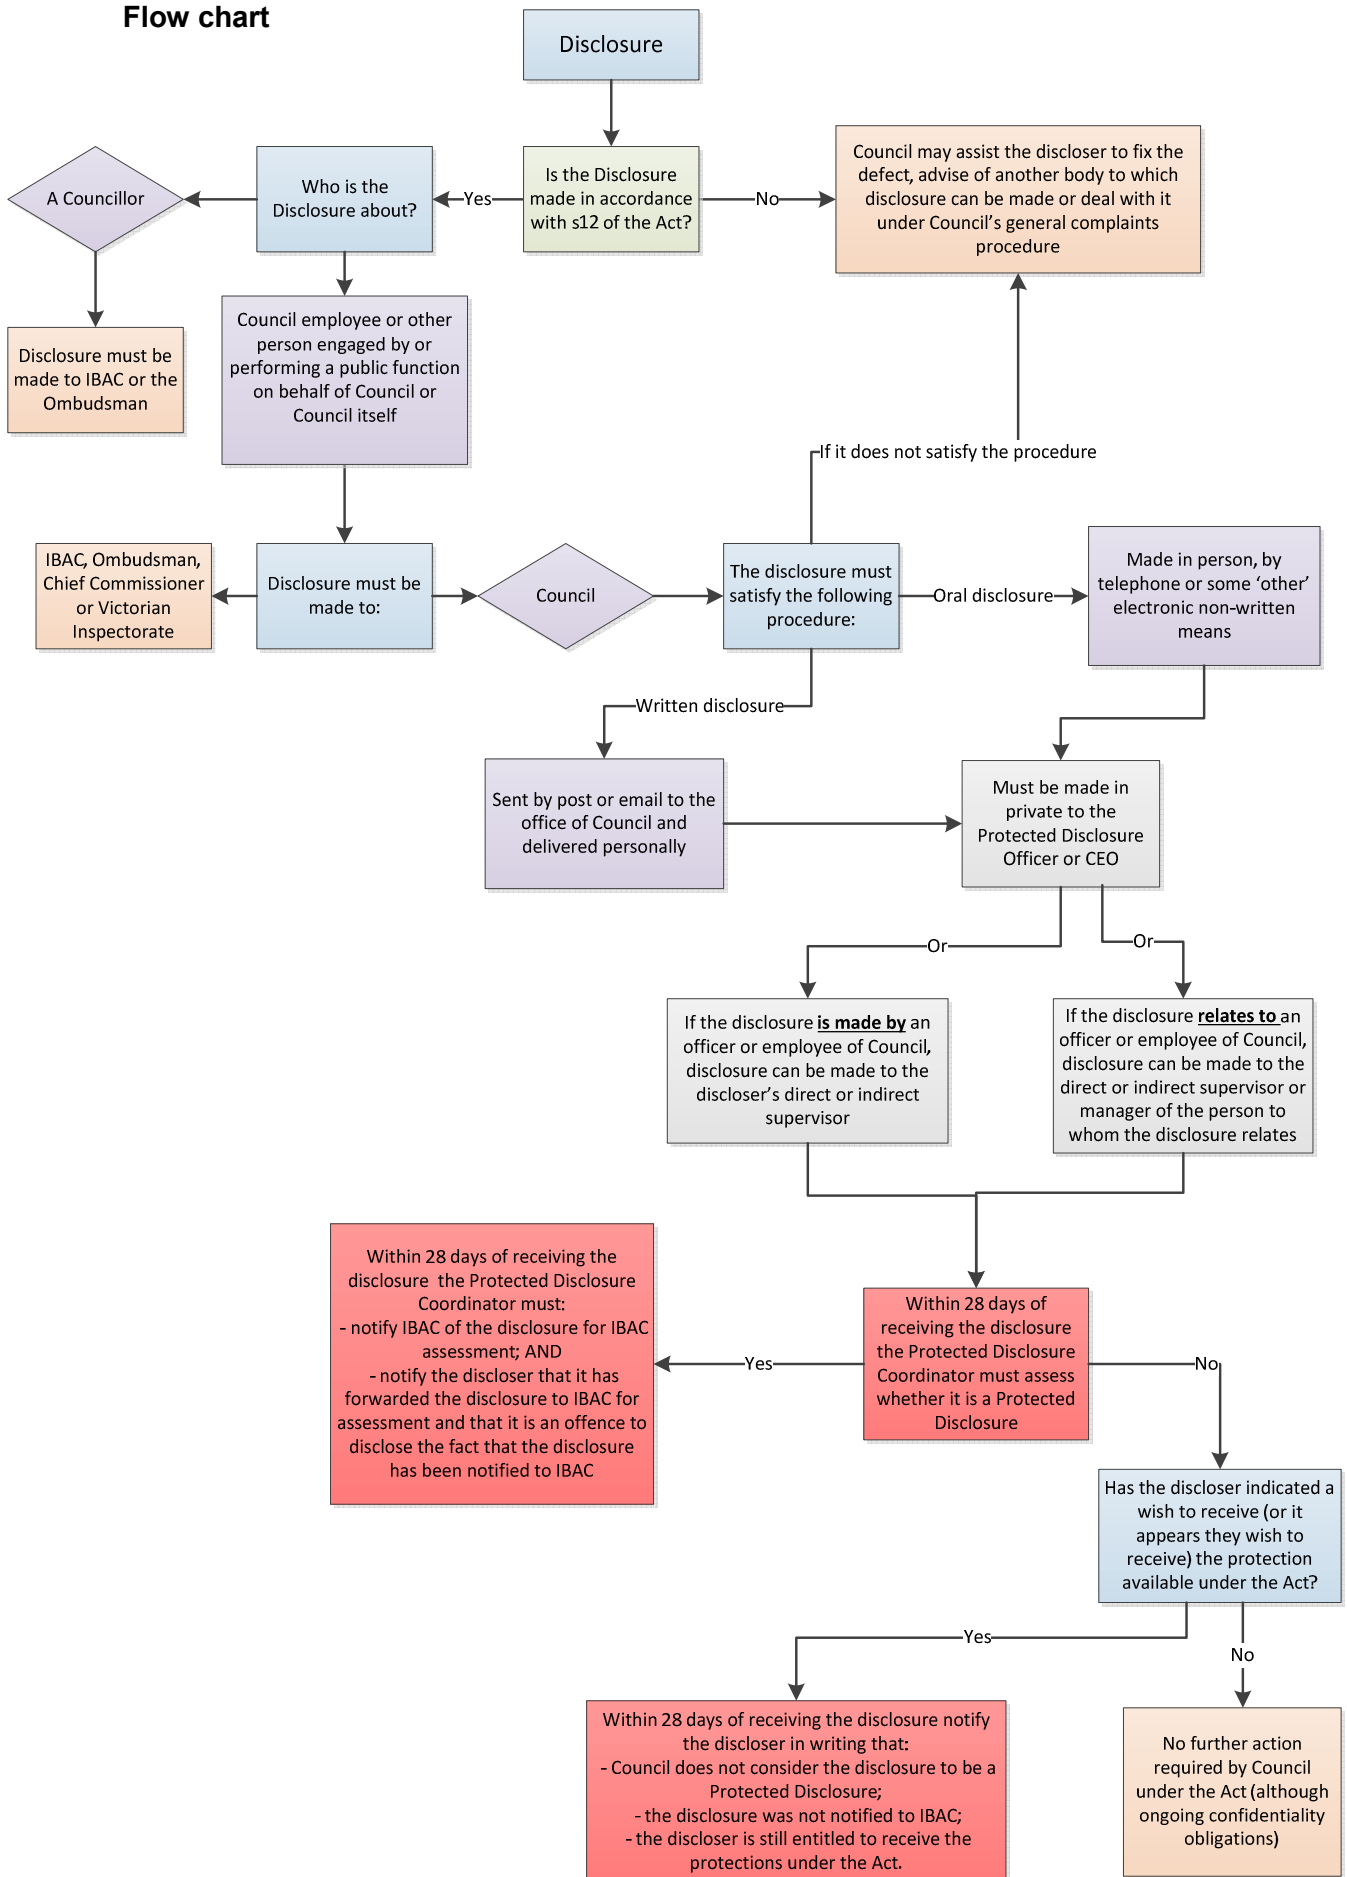 Flow chart
Disclosure
A Councillor
Who is the
Disclosure about?
Yes
Is the Disclosure
made in accordance
with s12 of the Act?
No
Council may assist the discloser to fix the
defect, advise of another body to which
disclosure can be made or deal with it
under Council’s general complaints
procedure
Disclosure must be
made to IBAC or the
Ombudsman
Council employee or other
person engaged by or
performing a public function
on behalf of Council or
Council itself
If it does not satisfy the procedure
IBAC, Ombudsman,
Chief Commissioner
or Victorian
Inspectorate
Disclosure must be
made to:
Council
The disclosure must
satisfy the following
procedure:
Oral disclosure
Made in person, by
telephone or some ‘other’
electronic non-written
means
Written disclosure
Sent by post or email to the
office of Council and
delivered personally
Must be made in
private to the
Protected Disclosure
Officer or CEO
Or
Or
If the disclosure is made by an
officer or employee of Council,
disclosure can be made to the
discloser’s direct or indirect
supervisor
If the disclosure relates to an
officer or employee of Council,
disclosure can be made to the
direct or indirect supervisor or
manager of the person to
whom the disclosure relates
Within 28 days of receiving the
disclosure the Protected Disclosure
Coordinator must:
- notify IBAC of the disclosure for IBAC
assessment; AND
- notify the discloser that it has
forwarded the disclosure to IBAC for
assessment and that it is an offence to
disclose the fact that the disclosure
has been notified to IBAC
Yes
Within 28 days of
receiving the disclosure
the Protected Disclosure
Coordinator must assess
whether it is a Protected
Disclosure
No
Has the discloser indicated a
wish to receive (or it
appears they wish to
receive) the protection
available under the Act?
Yes
No
Within 28 days of receiving the disclosure notify
the discloser in writing that:
- Council does not consider the disclosure to be a
Protected Disclosure;
- the disclosure was not notified to IBAC;
- the discloser is still entitled to receive the
protections under the Act.
No further action
required by Council
under the Act (although
ongoing confidentiality
obligations)